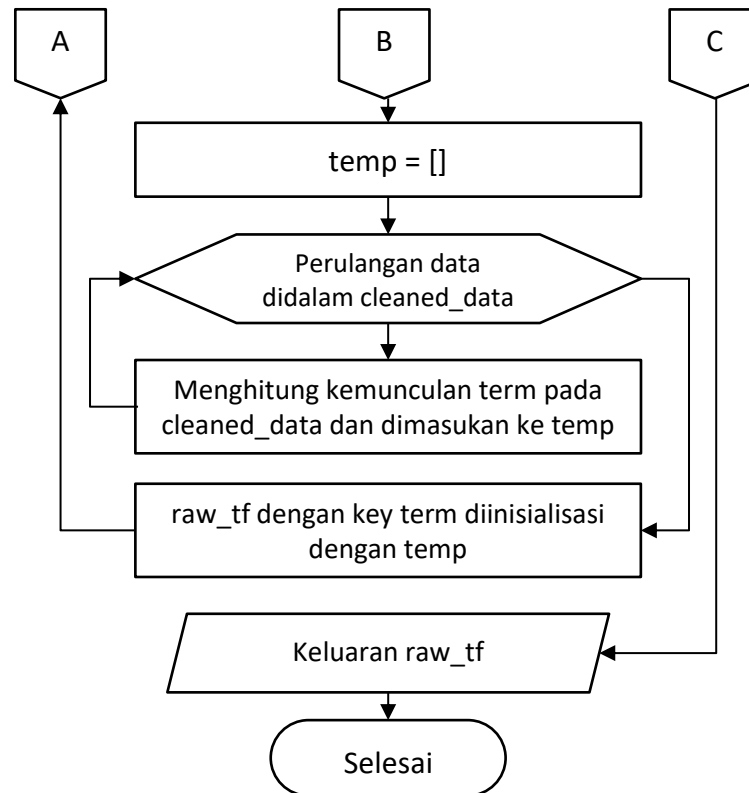 A
B
C
temp = []
Perulangan data
didalam cleaned_data
Menghitung kemunculan term pada
cleaned_data dan dimasukan ke temp
raw_tf dengan key term diinisialisasi
dengan temp
Keluaran raw_tf
Selesai